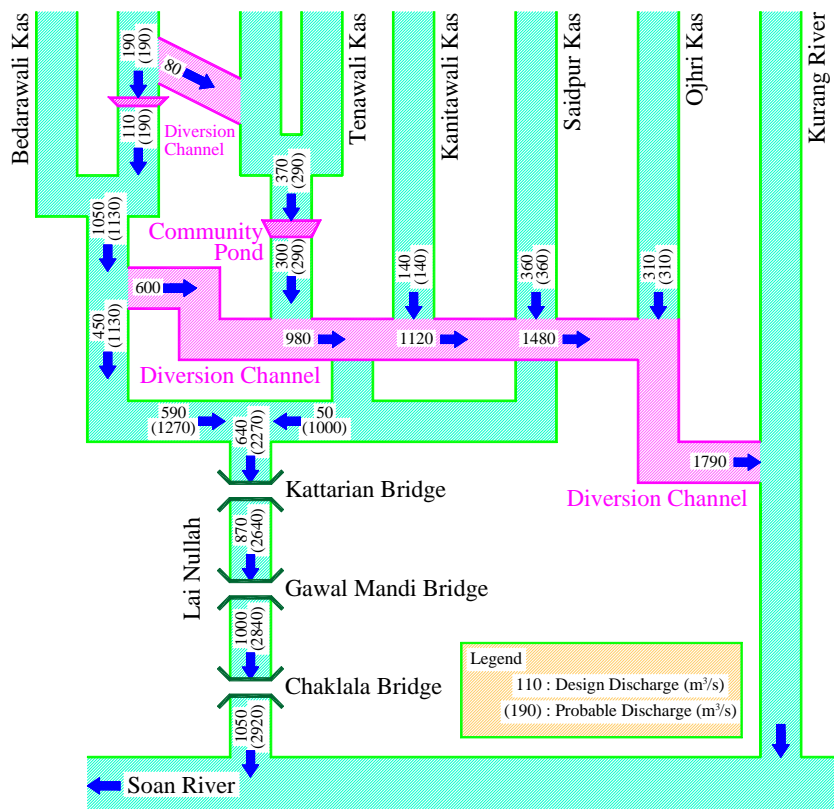 Bedarawali Kas
190
(190)
80
Tenawali Kas
Kanitawali Kas
Saidpur Kas
Ojhri Kas
Kurang River
110
(190)
Diversion
Channel
370
(290)
1050
(1130)
Community
Pond
300
(290)
140
(140)
360
(360)
310
(310)
600
450
(1130)
980
1120
1480
Diversion Channel
590
(1270)
50
(1000)
640
(2270)
1790
Kattarian Bridge
Diversion Channel
Lai Nullah
870
(2640)
Gawal Mandi Bridge
1000
(2840)
Legend
110 : Design Discharge (m³/s)
(190) : Probable Discharge (m³/s)
Chaklala Bridge
1050
(2920)
Soan River